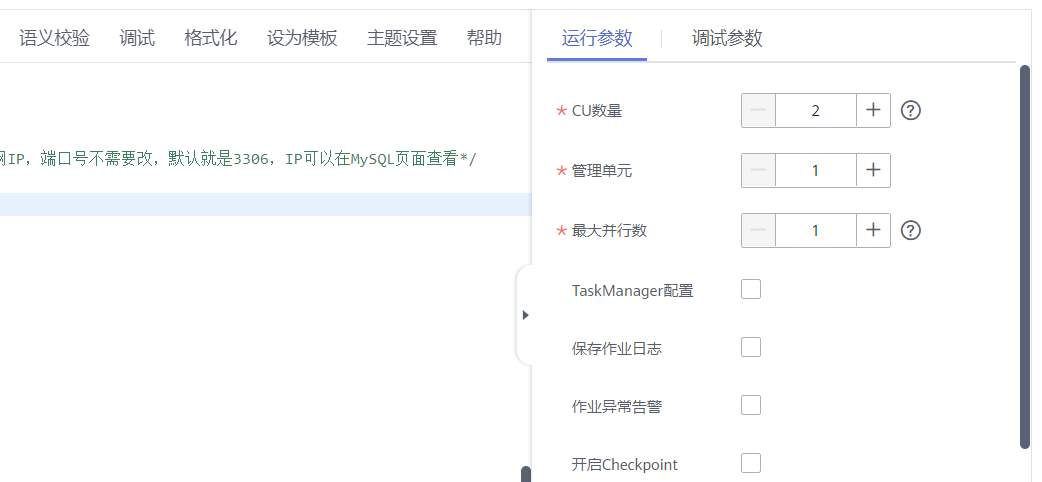 语义校验 调试 格式化 设为模板 主题设置 帮助
IP，端口号不需要改，默认就是3306，IP可以在MySQL页面查看*/
运行参数 调试参数
* CU数量 2
* 管理单元 1
* 最大并行数 1
TaskManager配置
保存作业日志
作业异常告警
开启Checkpoint